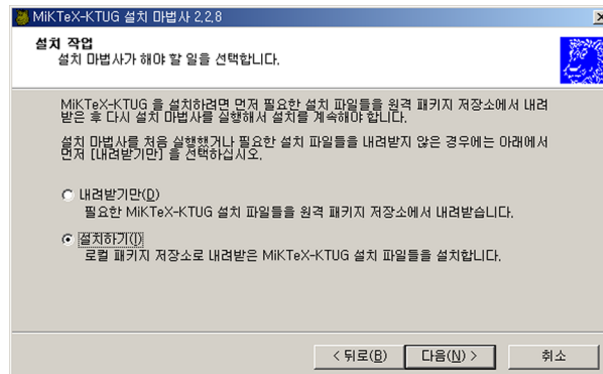 MiKTeX-KTUG 설치 마법사 2.2.8
설치 작업
설치 마법사가 해야 할 일을 선택합니다.
MiKTeX-KTUG 을 설치하려면 먼저 필요한 설치 파일들을 원격 패키지 저장소에서 내려
받은 후 다시 설치 마법사를 실행해서 설치를 계속해야 합니다.
설치 마법사를 처음 실행했거나 필요한 설치 파일들을 내려받지 않은 경우에는 아래에서
먼저 [내려받기만] 을 선택하십시오.
내려받기만(D)
필요한 MiKTeX-KTUG 설치 파일들을 원격 패키지 저장소에서 내려받습니다.
설치하기(I)
로컬 패키지 저장소로 내려받은 MiKTeX-KTUG 설치 파일들을 설치합니다.
< 뒤로(B) 다음(N) > 취소